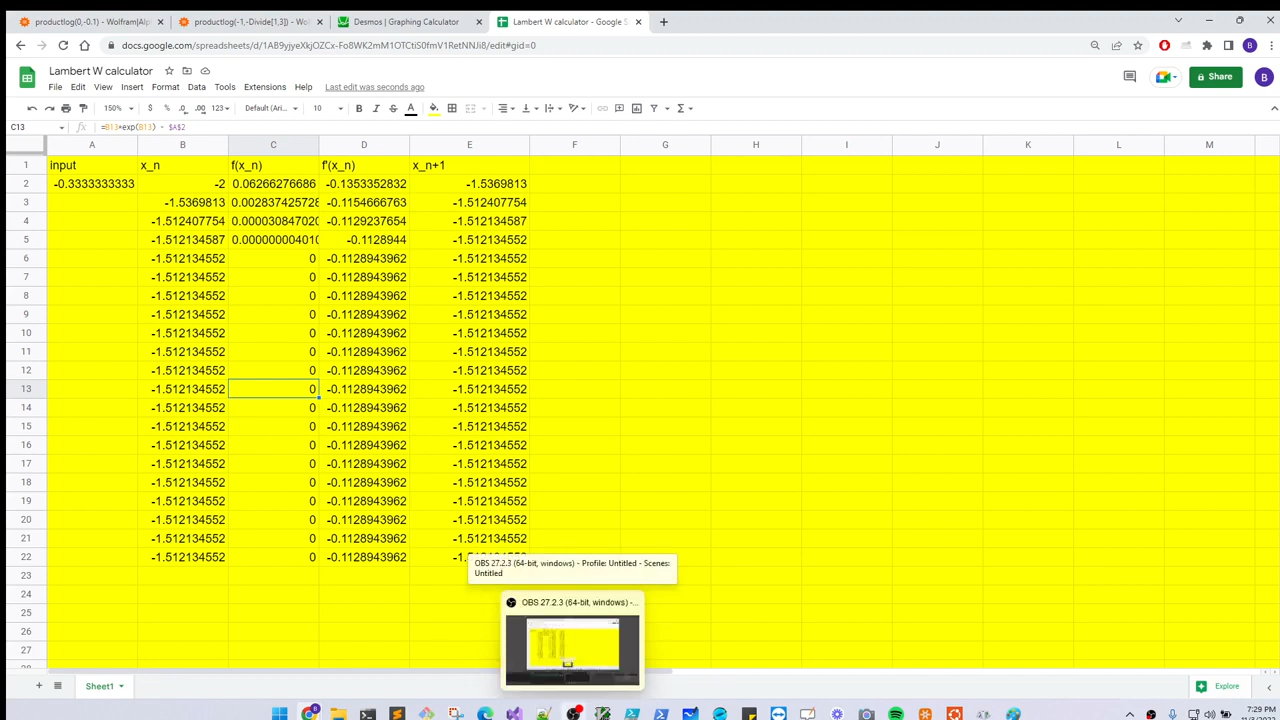 productlog(0,-0.1) - Wolfram|Alp
productlog(-1,-Divide[1,3]) - Wol
Desmos | Graphing Calculator
Lambert W calculator - Google S
docs.google.com/spreadsheets/d/1AB9yjyeXkjOZCx-Fo8WK2mM1OTCtiS0fmV1RetNNJi8/edit#gid=0
B
Lambert W calculator
Share
B
File Edit View Insert Format Data Tools Extensions Help Last edit was seconds ago
150% $ % .0 .00 123 Default (Ari... 10 B I S A
C13 fx =B13*exp(B13) - $A$2
A B C D E F G H I J K L M
1 input x_n f(x_n) f'(x_n) x_n+1
2 -0.3333333333 -2 0.06266276686 -0.1353352832 -1.5369813
3 -1.5369813 0.002837425728 -0.1154666763 -1.512407754
4 -1.512407754 0.000003084702 -0.1129237654 -1.512134587
5 -1.512134587 0.00000000401 -0.1128944 -1.512134552
6 -1.512134552 0 -0.1128943962 -1.512134552
7 -1.512134552 0 -0.1128943962 -1.512134552
8 -1.512134552 0 -0.1128943962 -1.512134552
9 -1.512134552 0 -0.1128943962 -1.512134552
10 -1.512134552 0 -0.1128943962 -1.512134552
11 -1.512134552 0 -0.1128943962 -1.512134552
12 -1.512134552 0 -0.1128943962 -1.512134552
13 -1.512134552 0 -0.1128943962 -1.512134552
14 -1.512134552 0 -0.1128943962 -1.512134552
15 -1.512134552 0 -0.1128943962 -1.512134552
16 -1.512134552 0 -0.1128943962 -1.512134552
17 -1.512134552 0 -0.1128943962 -1.512134552
18 -1.512134552 0 -0.1128943962 -1.512134552
19 -1.512134552 0 -0.1128943962 -1.512134552
20 -1.512134552 0 -0.1128943962 -1.512134552
21 -1.512134552 0 -0.1128943962 -1.512134552
22 -1.512134552 0 -0.1128943962
OBS 27.2.3 (64-bit, windows) - Profile: Untitled - Scenes:
Untitled
23
24
OBS 27.2.3 (64-bit, windows) -...
25
26
27
28
Sheet1
Explore
7:29 PM